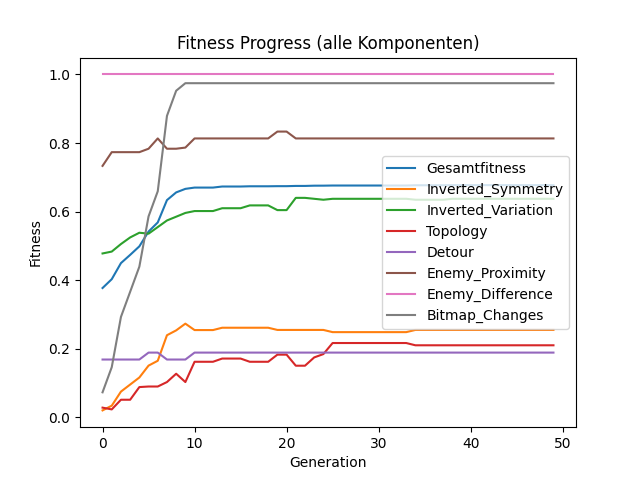 Fitness Progress (alle Komponenten)
1.0
0.8
0.6
0.4
0.2
0.0
Fitness
Gesamtfitness
Inverted_Symmetry
Inverted_Variation
Topology
Detour
Enemy_Proximity
Enemy_Difference
Bitmap_Changes
0 10 20 30 40 50
Generation